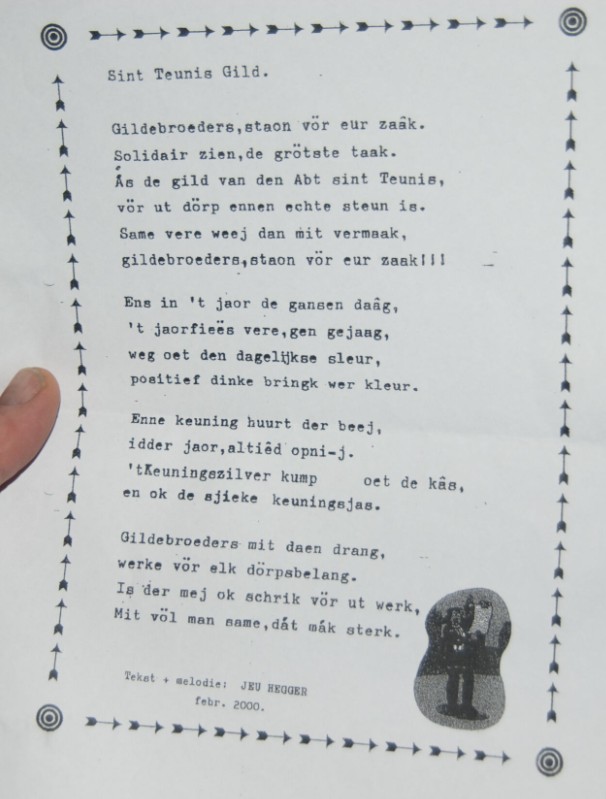 Sint Teunis Gild.
Gildebroeders,staon vör eur zaâk.
Solidair zien,de grötste taak.
Ás de gild van den Abt sint Teunis,
vör ut dörp ennen echte steun is.
Same vere weej dan mit vermaak,
gildebroeders,staon vör eur zaak!!!
Ens in 't jaor de gansen daâg,
't jaorfieës vere,gen gejaag,
weg oet den dagelijkse sleur,
positief dinke bringk wer kleur.
Enne keuning huurt der beej,
idder jaor,altiêd opni-j.
'tKeuningszilver kump oet de kâs,
en ok de sjieke keuningsjas.
Gildebroeders mit daen drang,
werke vör elk dörpsbelang.
Is der mej ok schrik vör ut werk,
Mit völ man same,dát mák sterk.
Tekst + melodie: JEU HEGGER
febr. 2000.